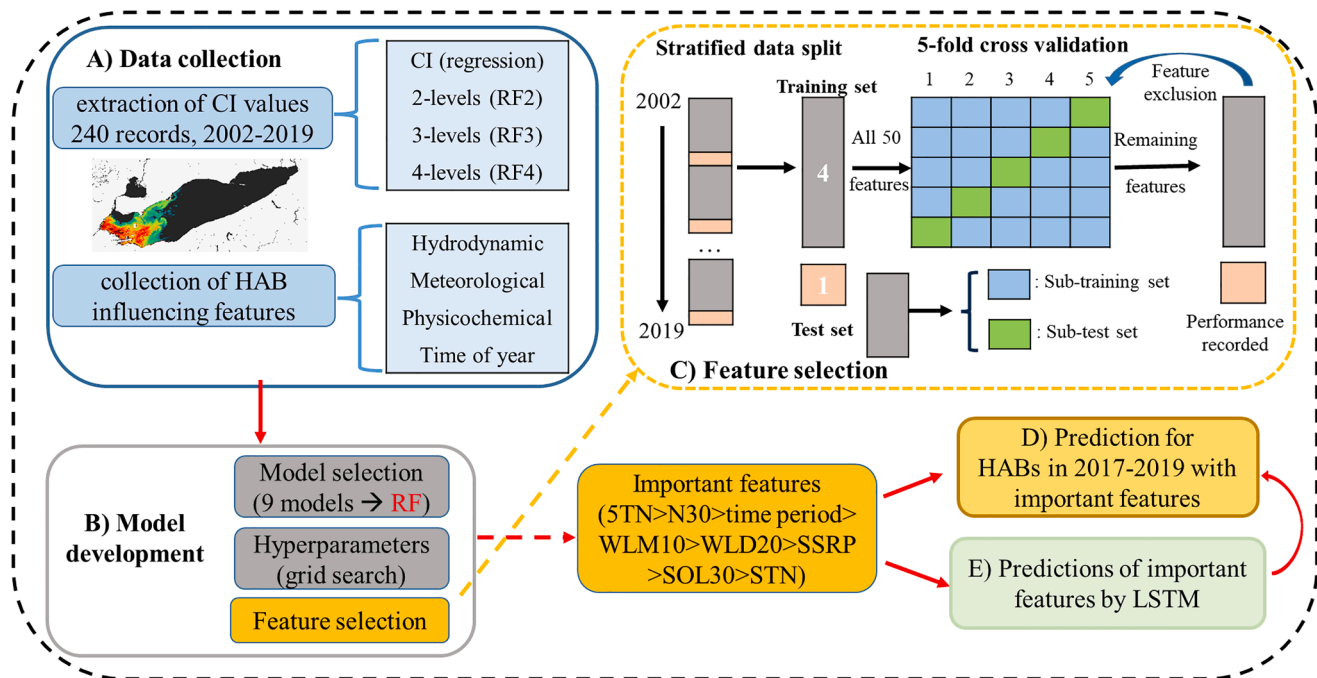 A) Data collection
extraction of CI values
240 records, 2002-2019
CI (regression)
2-levels (RF2)
3-levels (RF3)
4-levels (RF4)
collection of HAB
influencing features
Hydrodynamic
Meteorological
Physicochemical
Time of year
Stratified data split
5-fold cross validation
2002
2019
...
Training set
4
1
Test set
All 50
features
1 2 3 4 5
Feature
exclusion
Remaining
features
: Sub-training set
: Sub-test set
Performance
recorded
C) Feature selection
B) Model
development
Model selection
(9 models → RF)
Hyperparameters
(grid search)
Feature selection
Important features
(5TN>N30>time period>
WLM10>WLD20>SSRP
>SOL30>STN)
D) Prediction for
HABs in 2017-2019 with
important features
E) Predictions of important
features by LSTM